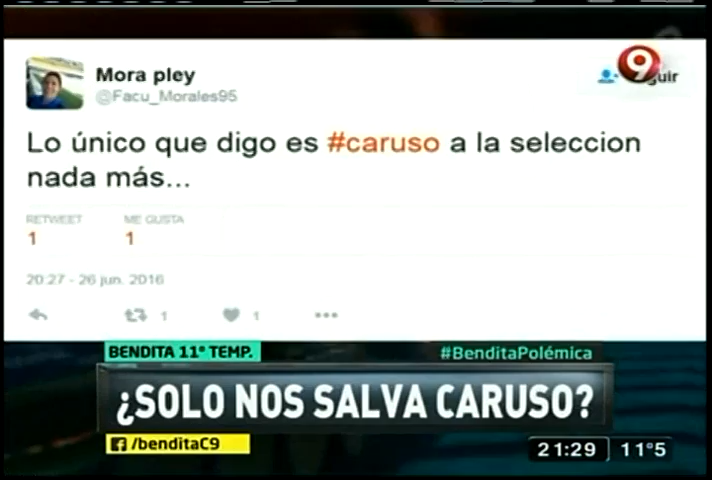 Mora pley
@Facu_Morales95
9
Lo único que digo es #caruso a la seleccion
nada más...
RETWEET ME GUSTA
1 1
20:27 - 26 jun. 2016
1 1
BENDITA 11° TEMP. #BenditaPolémica
¿SOLO NOS SALVA CARUSO?
/benditaC9
21:29 11°5